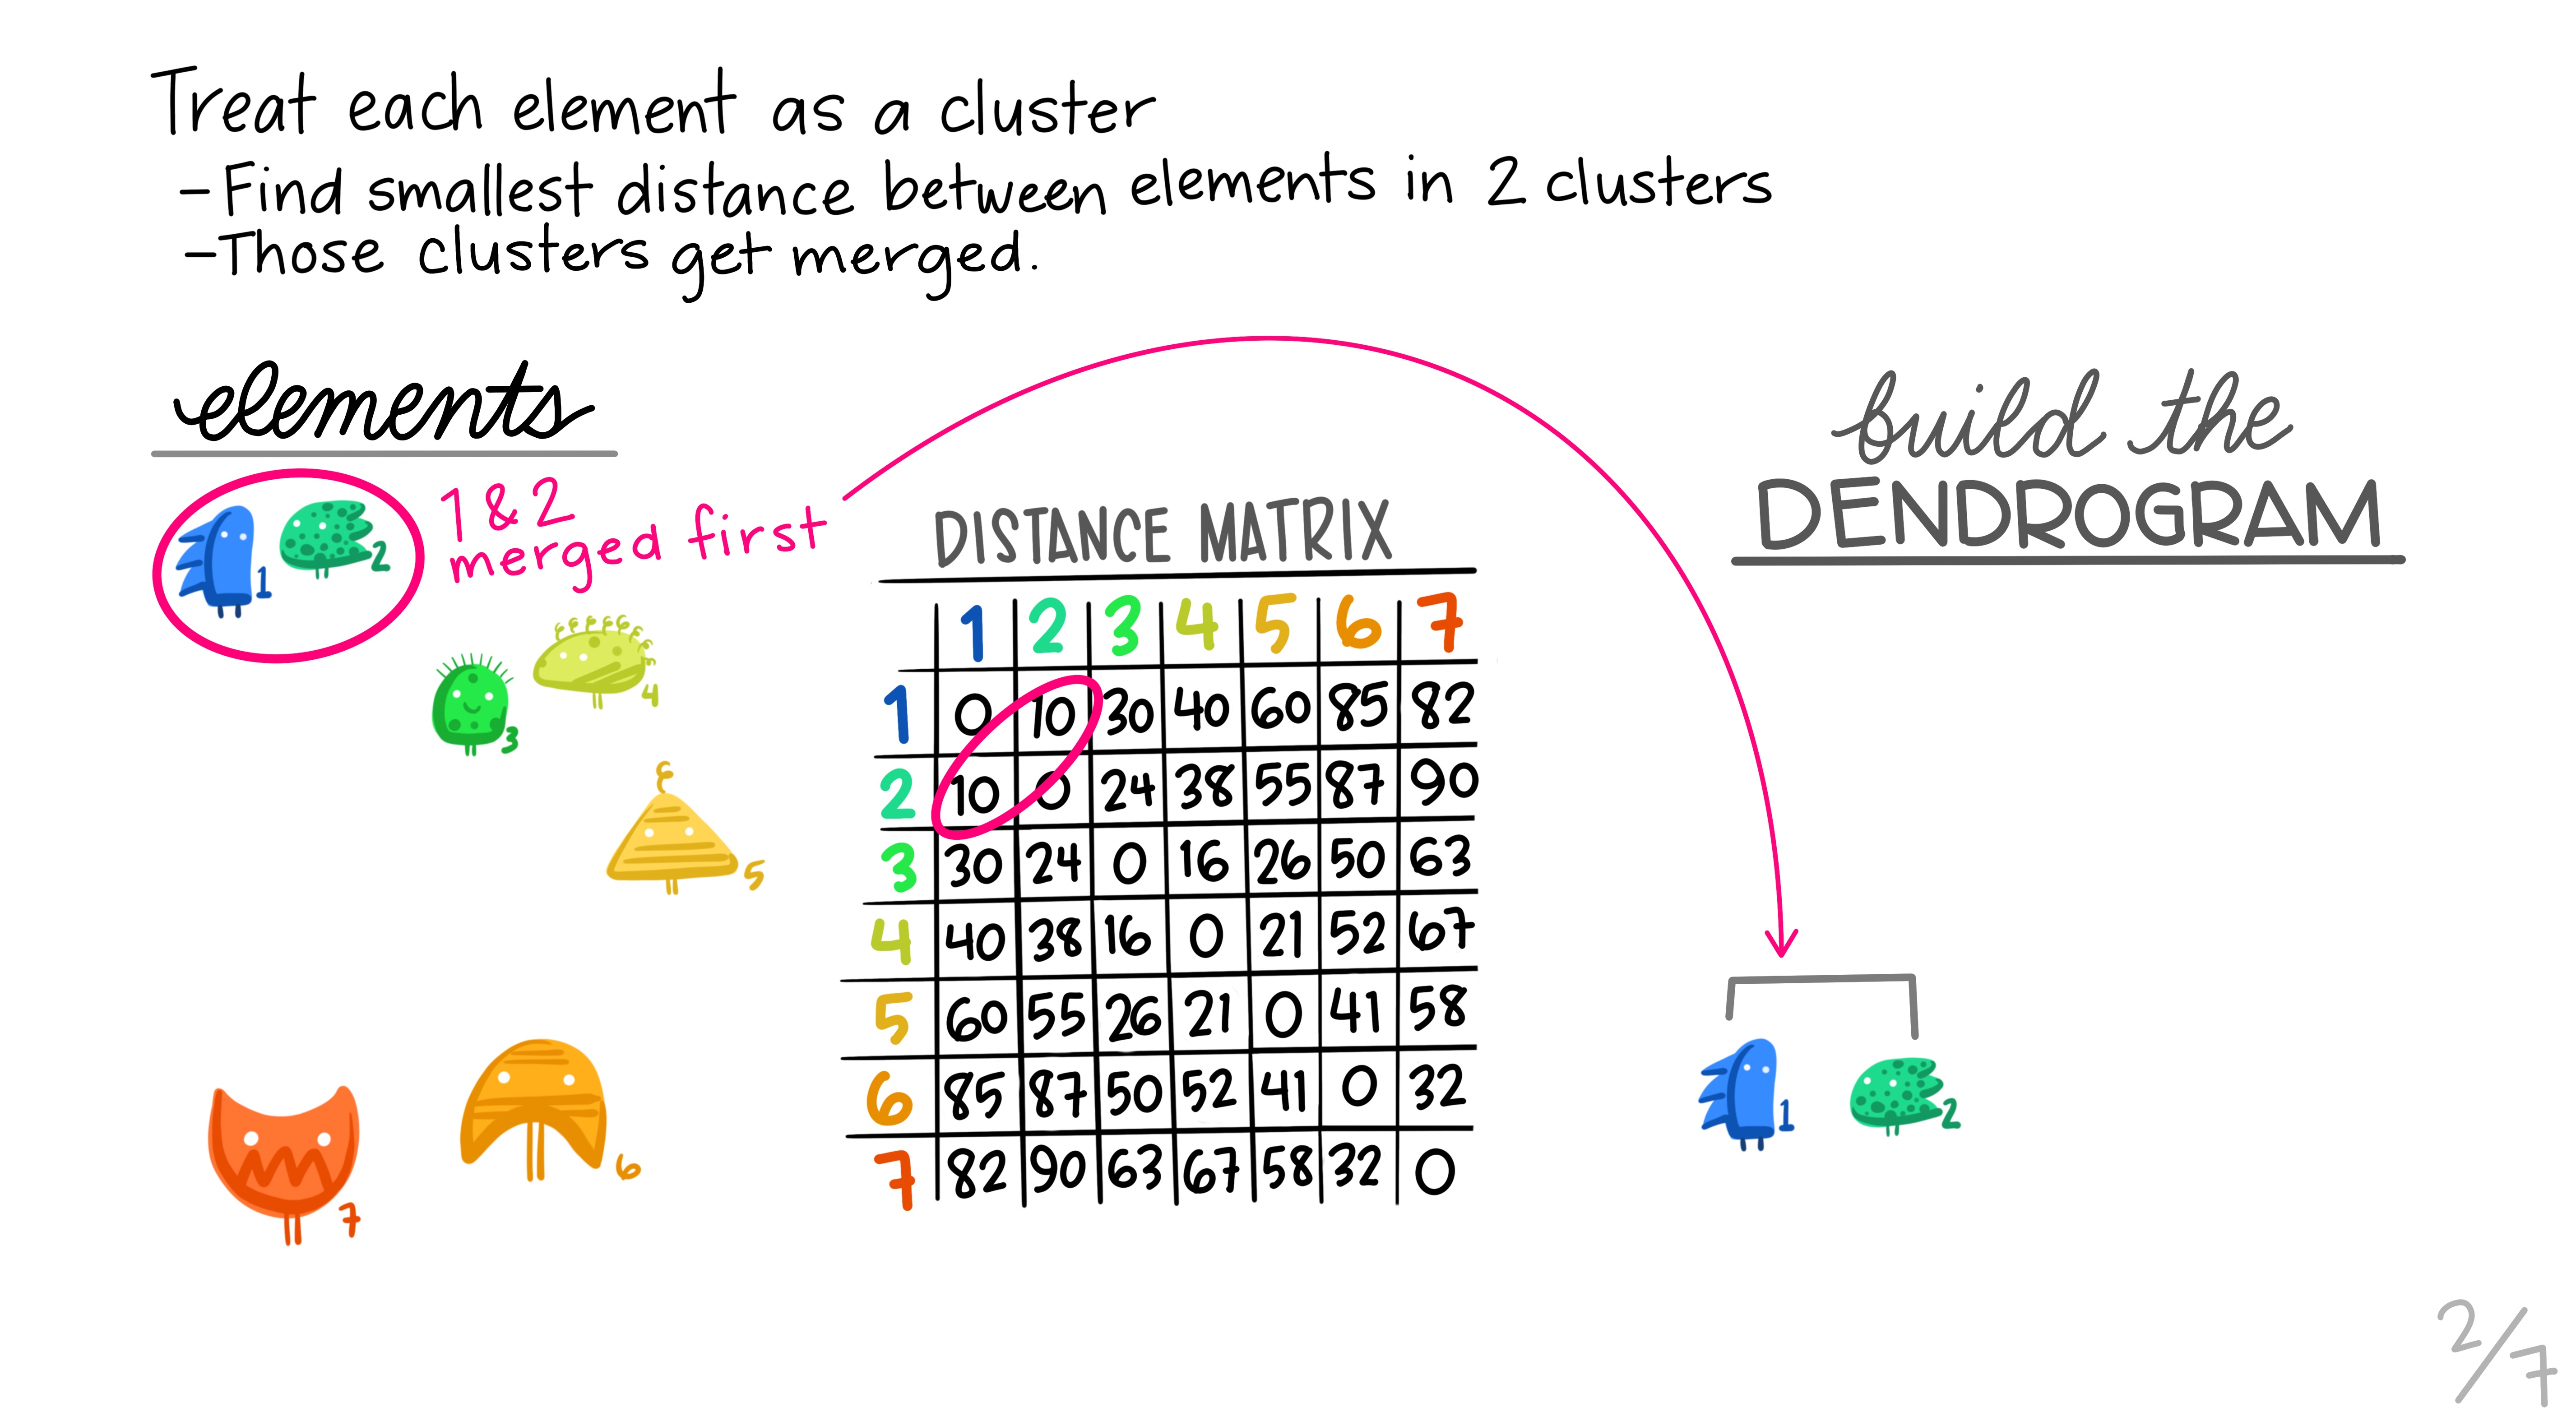 Treat each element as a cluster
- Find smallest distance between elements in 2 clusters
- Those clusters get merged.
elements
1 & 2
merged first
1
2
3
4
5
6
7
DISTANCE MATRIX
1 2 3 4 5 6 7
1 0 10 30 40 60 85 82
2 10 0 24 38 55 87 90
3 30 24 0 16 26 50 63
4 40 38 16 0 21 52 67
5 60 55 26 21 0 41 58
6 85 87 50 52 41 0 32
7 82 90 63 67 58 32 0
build the
DENDROGRAM
1
2
2/7